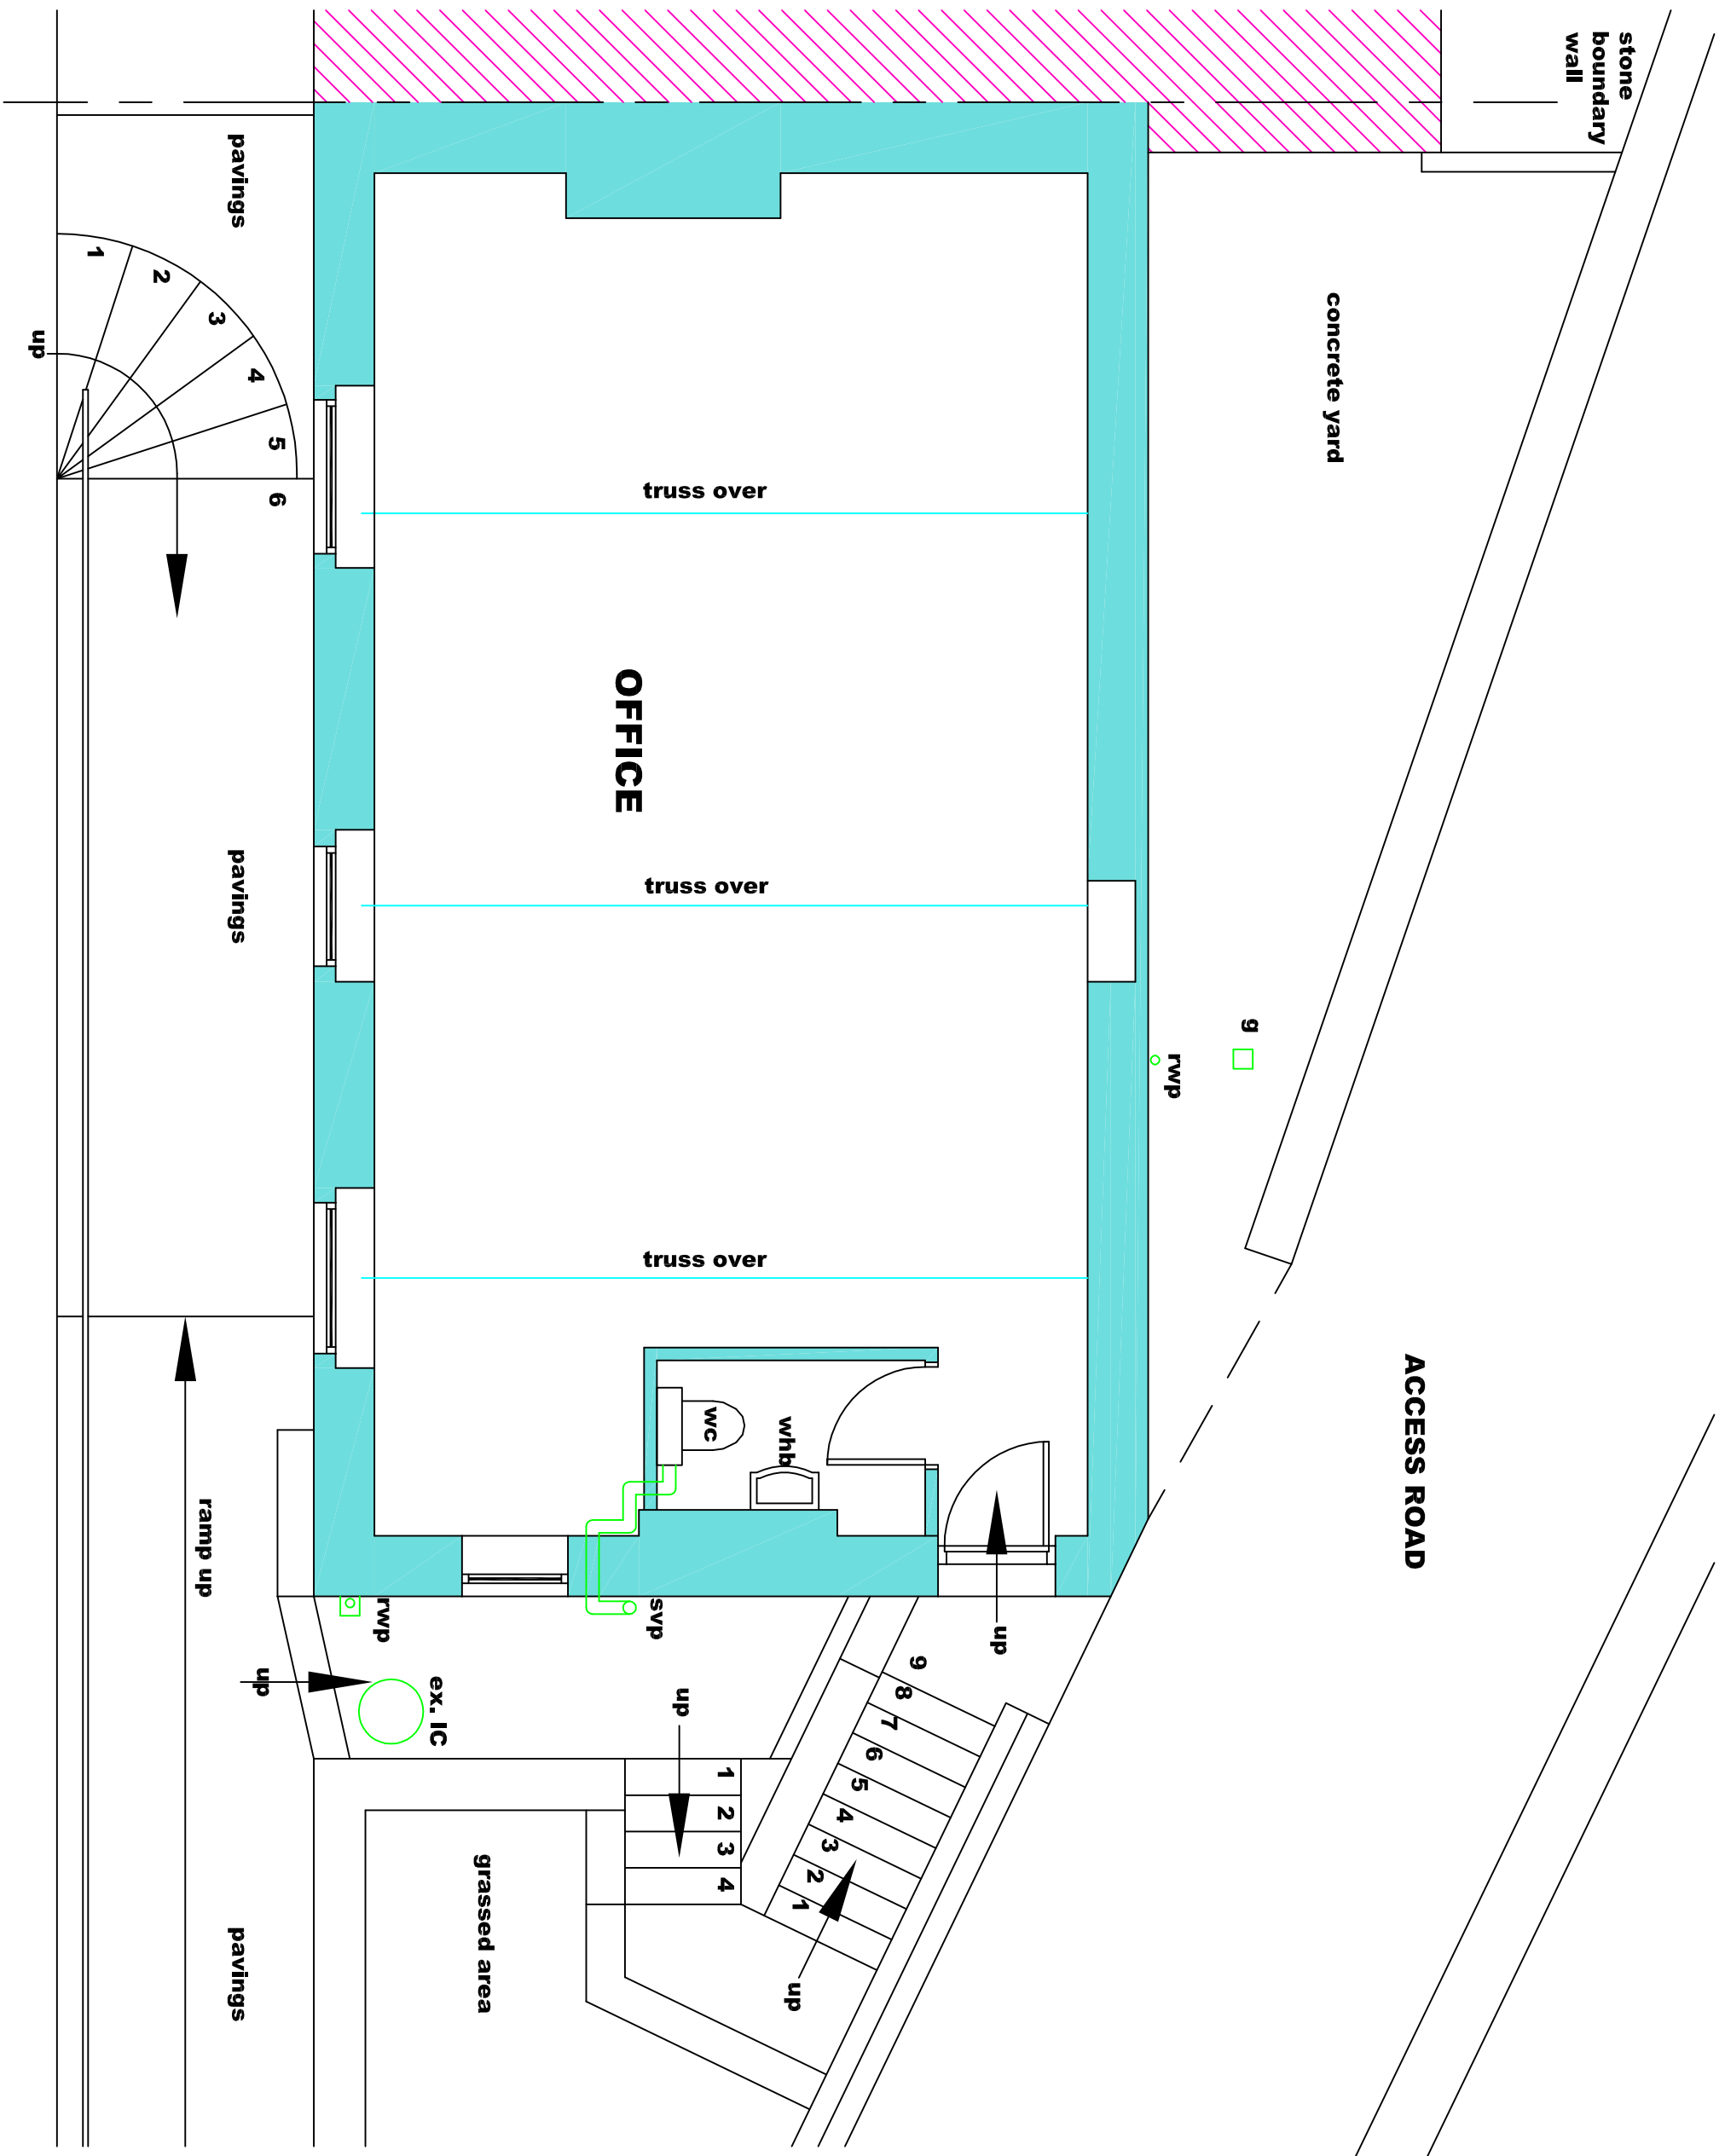 stone
boundary
wall
pavings
concrete yard
1
2
3
4
5
6
up
truss over
OFFICE
truss over
pavings
g
rwp
truss over
ACCESS ROAD
wc
whb
ramp up
rwp
svp
up
up
ex. IC
up
9
8
7
6
5
4
3
2
1
1
2
3
4
up
grassed area
pavings